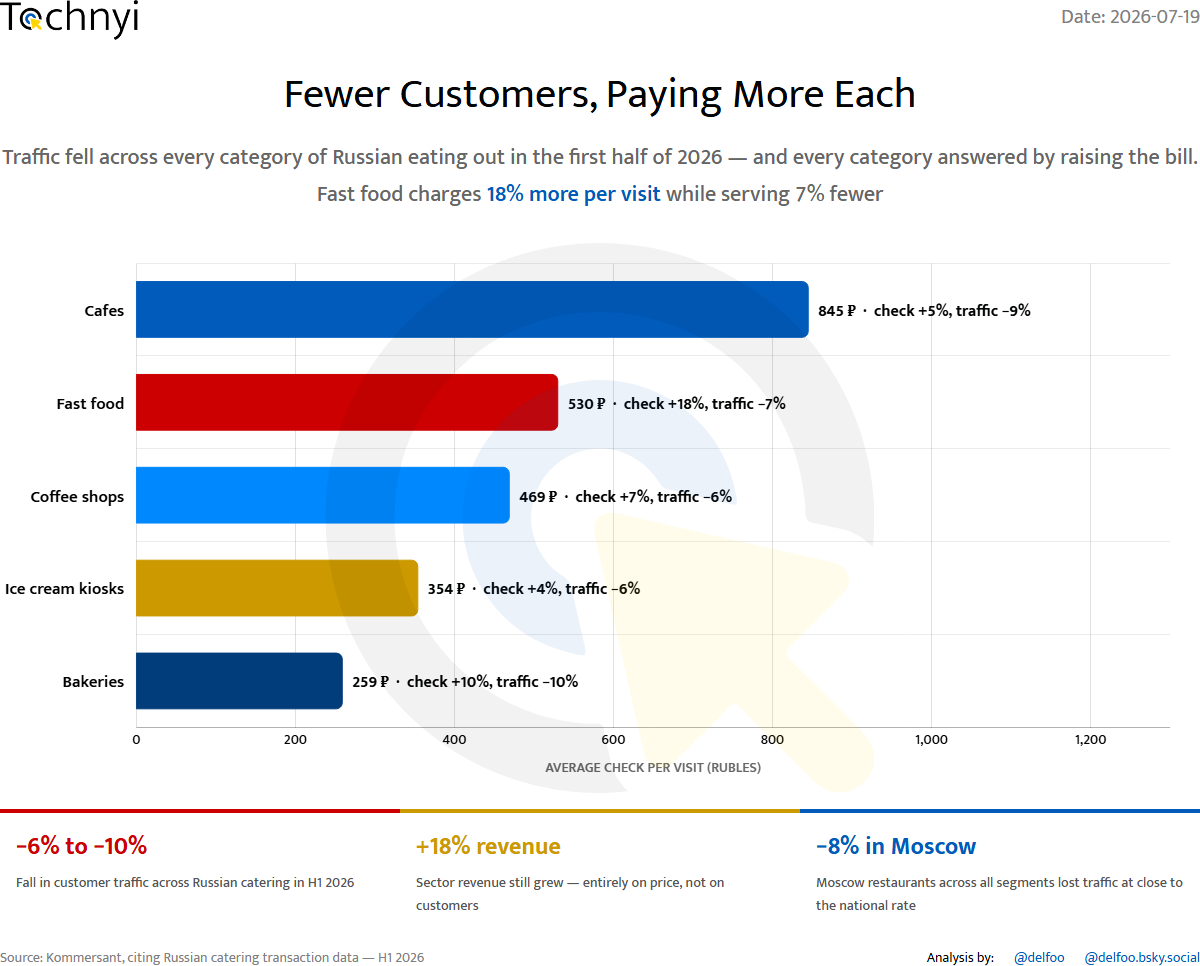 Technyi
Date: 2026-07-19
Fewer Customers, Paying More Each
Traffic fell across every category of Russian eating out in the first half of 2026 — and every category answered by raising the bill.
Fast food charges 18% more per visit while serving 7% fewer
Cafes
845 ₽ · check +5%, traffic −9%
Fast food
530 ₽ · check +18%, traffic −7%
Coffee shops
469 ₽ · check +7%, traffic −6%
Ice cream kiosks
354 ₽ · check +4%, traffic −6%
Bakeries
259 ₽ · check +10%, traffic −10%
0 200 400 600 800 1,000 1,200
AVERAGE CHECK PER VISIT (RUBLES)
−6% to −10%
Fall in customer traffic across Russian catering in H1 2026
+18% revenue
Sector revenue still grew — entirely on price, not on
customers
−8% in Moscow
Moscow restaurants across all segments lost traffic at close to
the national rate
Source: Kommersant, citing Russian catering transaction data — H1 2026
Analysis by: @delfoo @delfoo.bsky.social